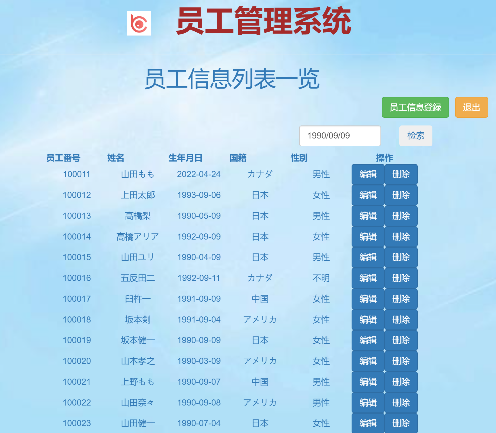 员工管理系统
员工信息列表一览
员工信息登録 退出
1990/09/09 检索
员工番号 姓名 生年月日 国籍 性别 操作
100011 山田もも 2022-04-24 カナダ 男性 编辑 删除
100012 上田太郎 1993-09-06 日本 女性 编辑 删除
100013 高橋梨 1990-05-09 日本 男性 编辑 删除
100014 高橋アリア 1992-09-09 日本 女性 编辑 删除
100015 山田ユリ 1990-04-09 日本 男性 编辑 删除
100016 五反田二 1992-09-11 カナダ 不明 编辑 删除
100017 臼杵一 1991-09-09 中国 女性 编辑 删除
100018 坂本剣 1991-09-04 アメリカ 女性 编辑 删除
100019 坂本健一 1990-09-09 日本 女性 编辑 删除
100020 山本孝之 1990-03-09 アメリカ 女性 编辑 删除
100021 上野もも 1990-09-07 中国 男性 编辑 删除
100022 山田奈々 1990-09-08 アメリカ 男性 编辑 删除
100023 山田健一 1990-07-04 日本 女性 编辑 删除